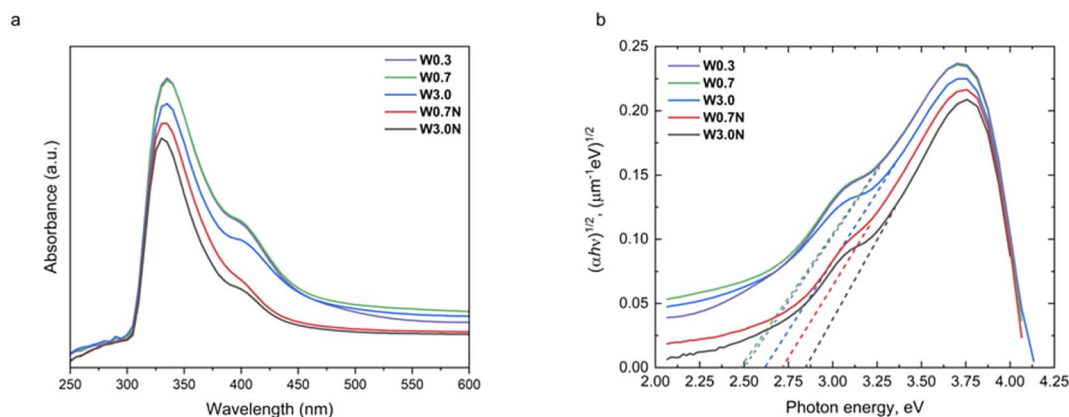 a
Absorbance (a.u.)
W0.3
W0.7
W3.0
W0.7N
W3.0N
250 300 350 400 450 500 550 600
Wavelength (nm)
b
(αhν)1/2, (μm-1eV)1/2
0.25
0.20
0.15
0.10
0.05
0.00
W0.3
W0.7
W3.0
W0.7N
W3.0N
2.00 2.25 2.50 2.75 3.00 3.25 3.50 3.75 4.00 4.25
Photon energy, eV